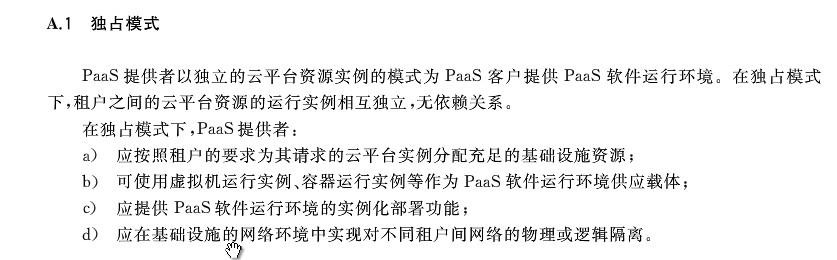 A.1 独占模式
PaaS 提供者以独立的云平台资源实例的模式为 PaaS 客户提供 PaaS 软件运行环境。在独占模式
下,租户之间的云平台资源的运行实例相互独立,无依赖关系。
在独占模式下,PaaS 提供者:
a) 应按照租户的要求为其请求的云平台实例分配充足的基础设施资源;
b) 可使用虚拟机运行实例、容器运行实例等作为 PaaS 软件运行环境供应载体;
c) 应提供 PaaS 软件运行环境的实例化部署功能;
d) 应在基础设施的网络环境中实现对不同租户间网络的物理或逻辑隔离。